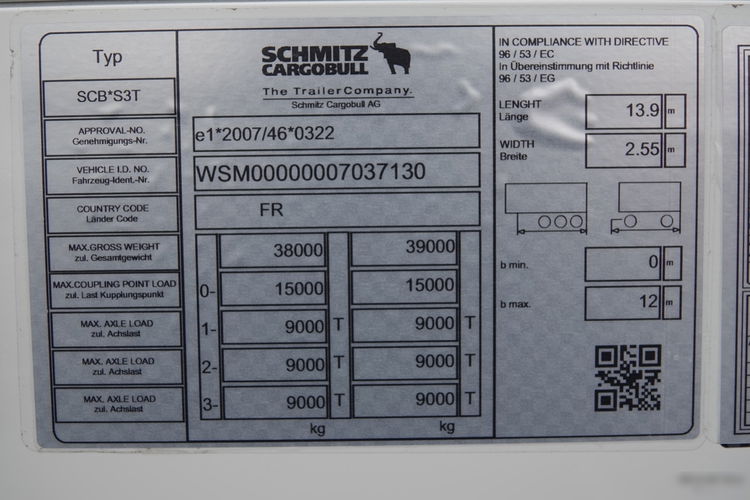 Typ
SCHMITZ
CARGOBULL
The TrailerCompany.
Schmitz Cargobull AG
SCB*S3T
APPROVAL-NO.
Genehmigungs-Nr.
e1*2007/46*0322
VEHICLE I.D. NO.
Fahrzeug-Ident.-Nr.
WSM00000007037130
COUNTRY CODE
Länder Code
FR
MAX.GROSS WEIGHT
zul. Gesamtgewicht
38000 39000
MAX.COUPLING POINT LOAD
zul. Last Kupplungspunkt
0- 15000 15000
MAX. AXLE LOAD
zul. Achslast
1- 9000 T 9000 T
MAX. AXLE LOAD
zul. Achslast
2- 9000 T 9000 T
MAX. AXLE LOAD
zul. Achslast
3- 9000 T 9000 T
kg kg
IN COMPLIANCE WITH DIRECTIVE
96 / 53 / EC
In Übereinstimmung mit Richtlinie
96 / 53 / EG
LENGHT
Länge
13.9 m
WIDTH
Breite
2.55 m
b min. 0 m
b max. 12 m